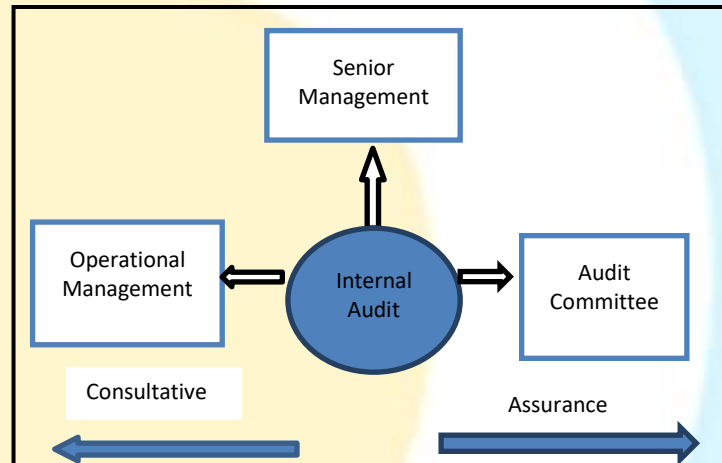 Senior
Management
Operational
Management
Internal
Audit
Audit
Committee
Consultative
Assurance